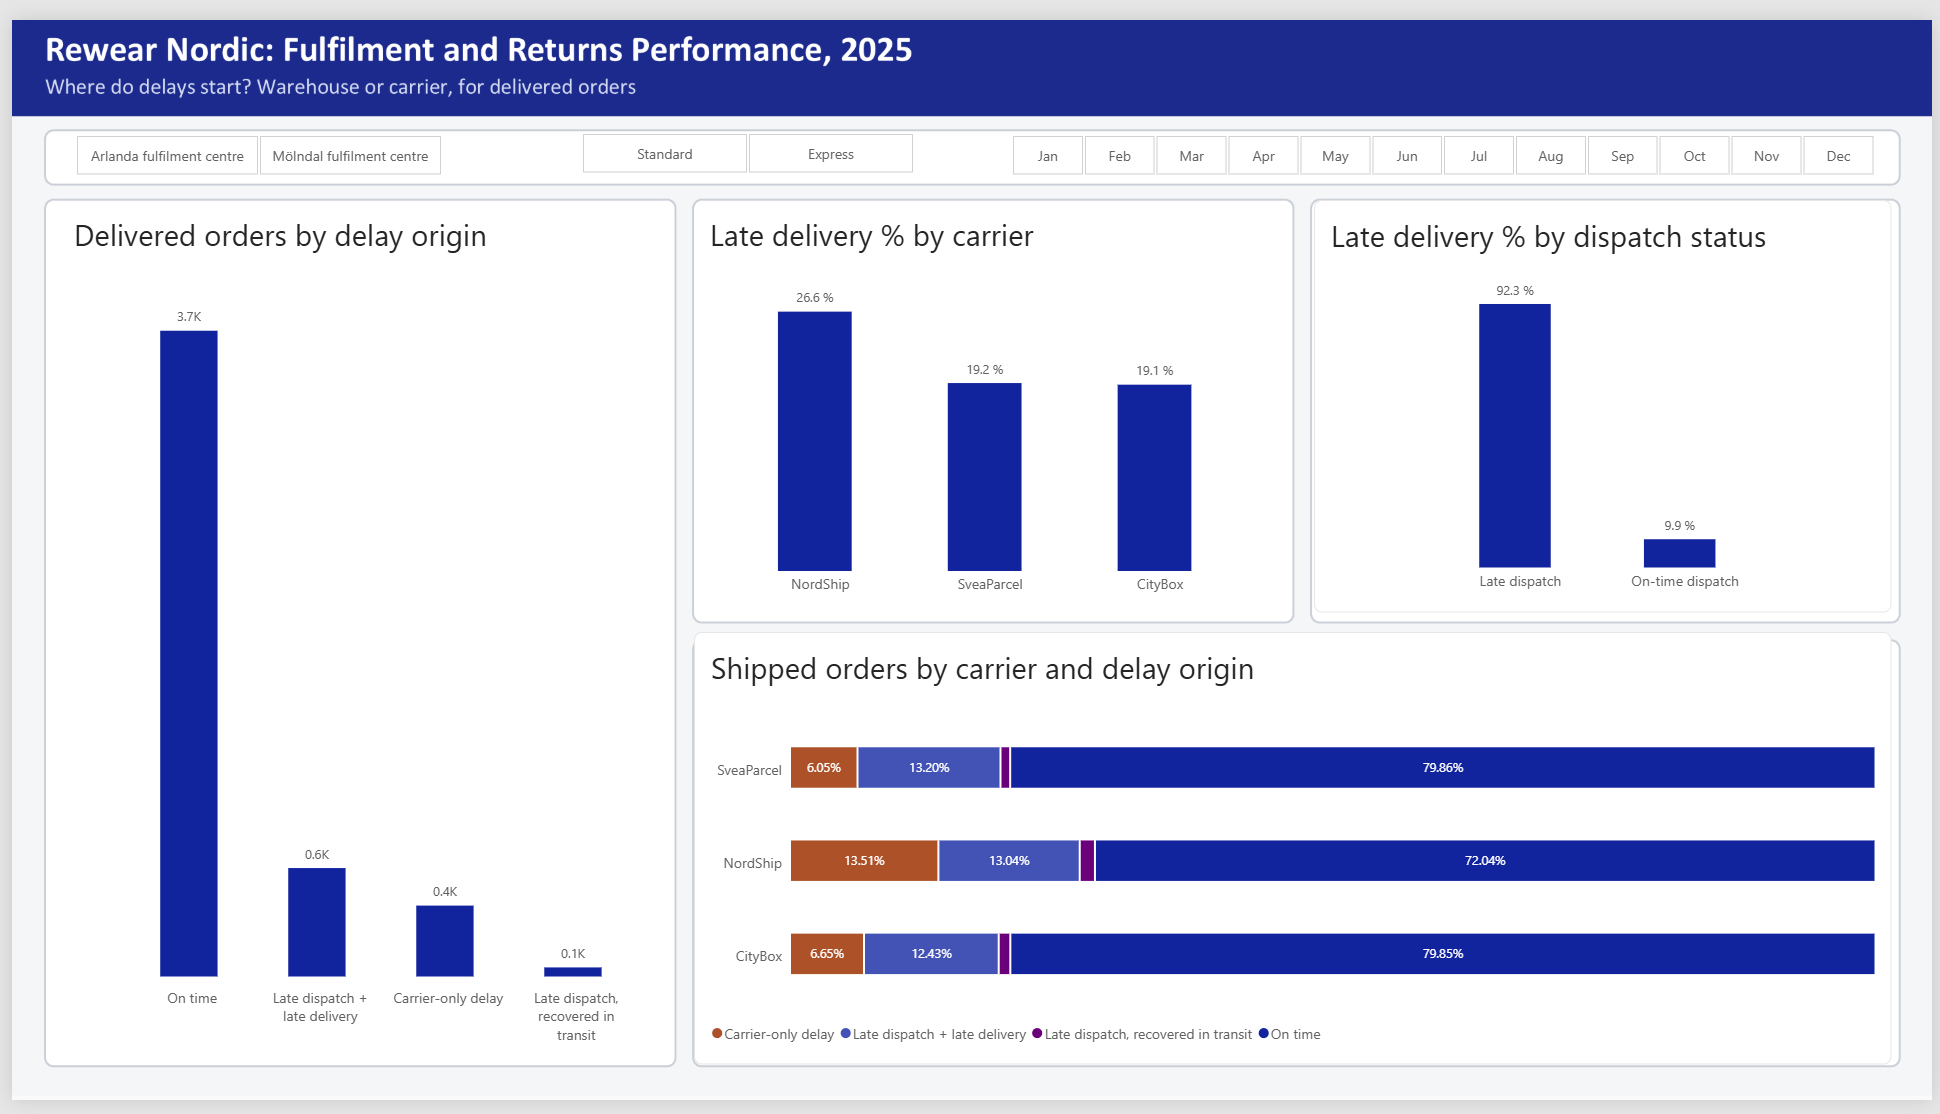 Rewear Nordic: Fulfilment and Returns Performance, 2025
Where do delays start? Warehouse or carrier, for delivered orders
Arlanda fulfilment centre
Mölndal fulfilment centre
Standard
Express
Jan
Feb
Mar
Apr
May
Jun
Jul
Aug
Sep
Oct
Nov
Dec
Delivered orders by delay origin
3.7K
0.6K
0.4K
0.1K
On time
Late dispatch +
late delivery
Carrier-only delay
Late dispatch,
recovered in
transit
Late delivery % by carrier
26.6 %
19.2 %
19.1 %
NordShip
SveaParcel
CityBox
Late delivery % by dispatch status
92.3 %
9.9 %
Late dispatch
On-time dispatch
Shipped orders by carrier and delay origin
SveaParcel
6.05%
13.20%
79.86%
NordShip
13.51%
13.04%
72.04%
CityBox
6.65%
12.43%
79.85%
Carrier-only delay
Late dispatch + late delivery
Late dispatch, recovered in transit
On time